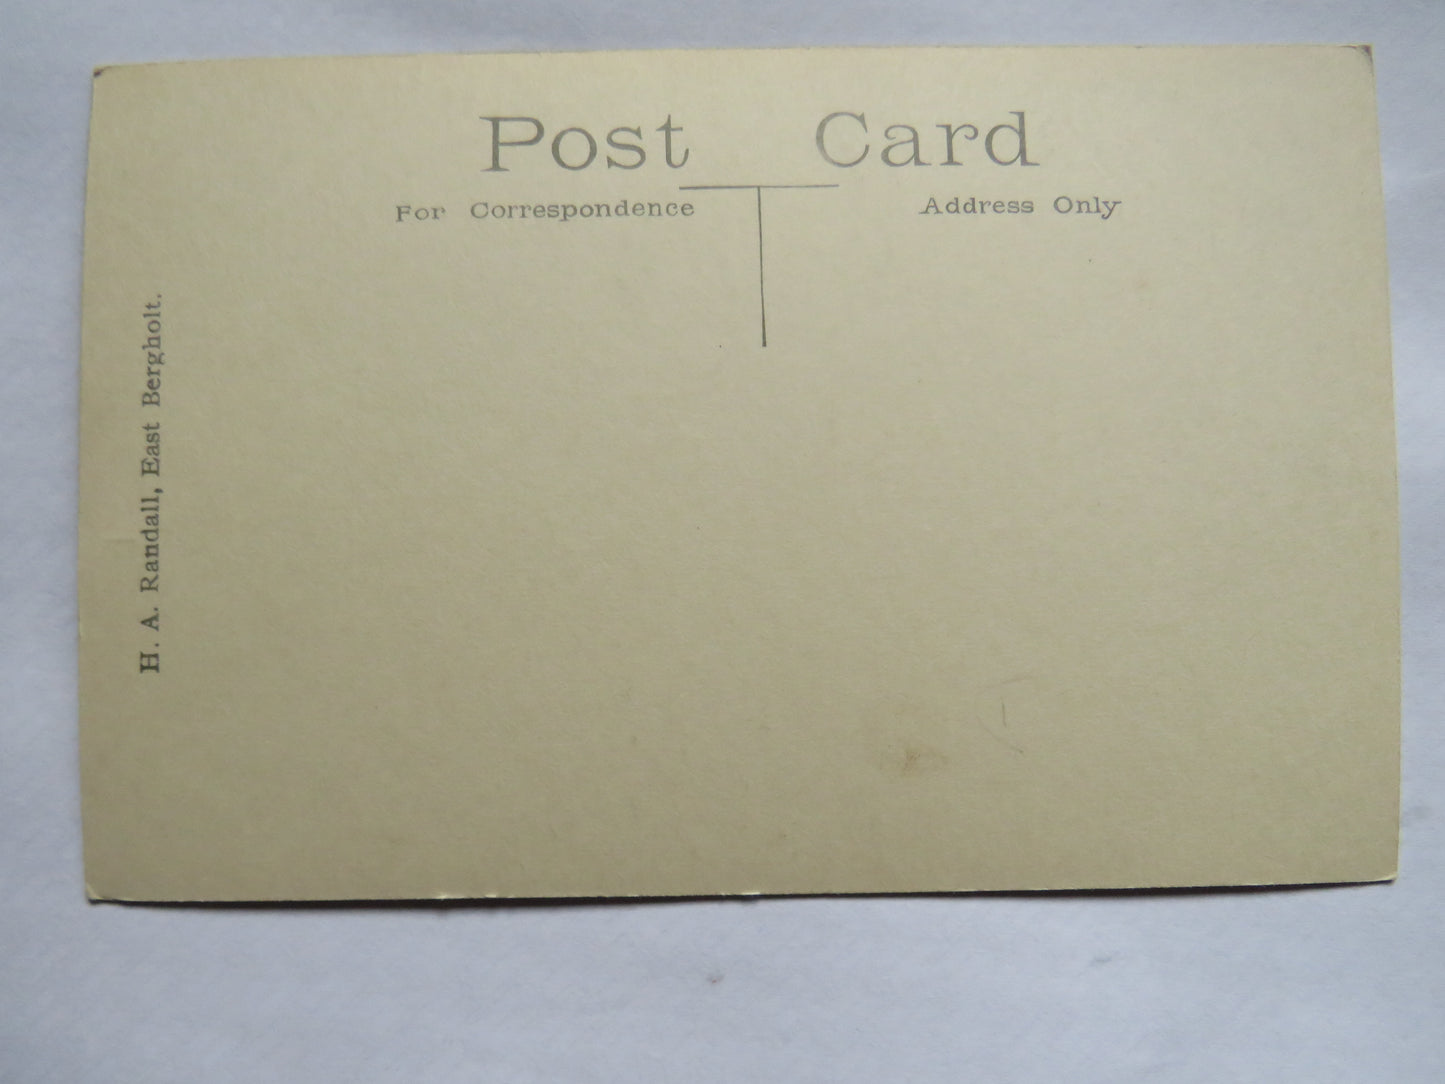 Post Card
For Correspondence
Address Only
H. A. Randall, East Bergholt.